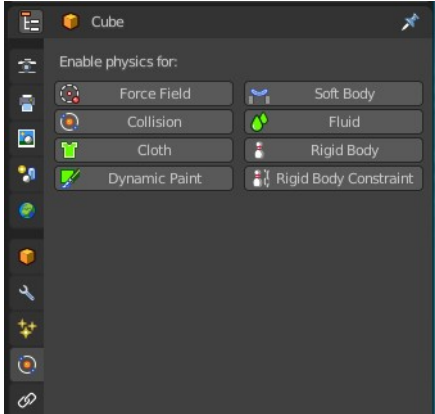 Cube
Enable physics for:
Force Field Soft Body
Collision Fluid
Cloth Rigid Body
Dynamic Paint Rigid Body Constraint